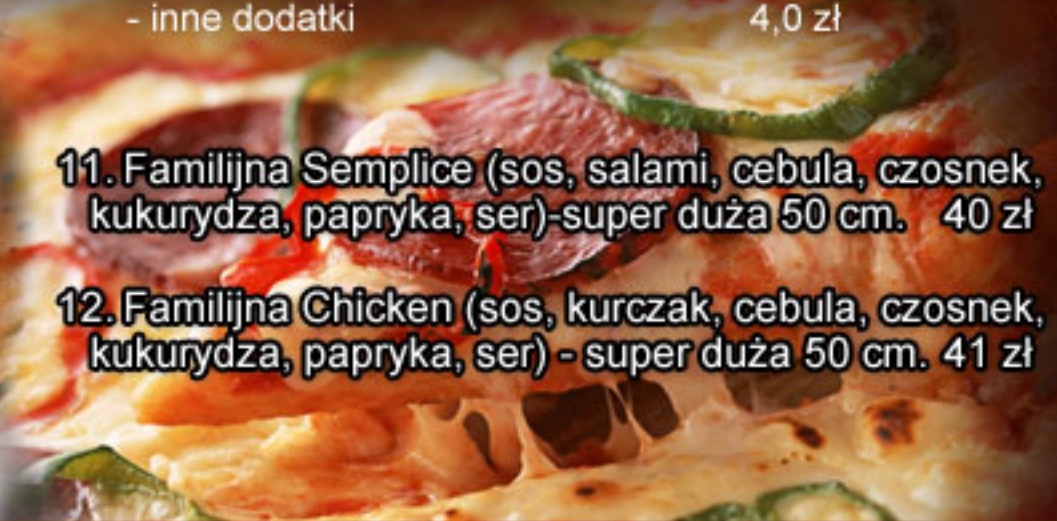 - inne dodatki 4,0 zł
11. Familijna Semplice (sos, salami, cebula, czosnek,
kukurydza, papryka, ser)-super duża 50 cm. 40 zł
12. Familijna Chicken (sos, kurczak, cebula, czosnek,
kukurydza, papryka, ser) - super duża 50 cm. 41 zł